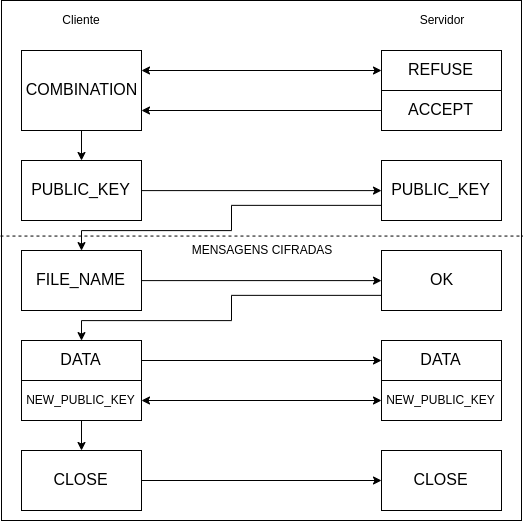 Cliente
Servidor
COMBINATION
REFUSE
ACCEPT
PUBLIC_KEY
PUBLIC_KEY
MENSAGENS CIFRADAS
FILE_NAME
OK
DATA
DATA
NEW_PUBLIC_KEY
NEW_PUBLIC_KEY
CLOSE
CLOSE